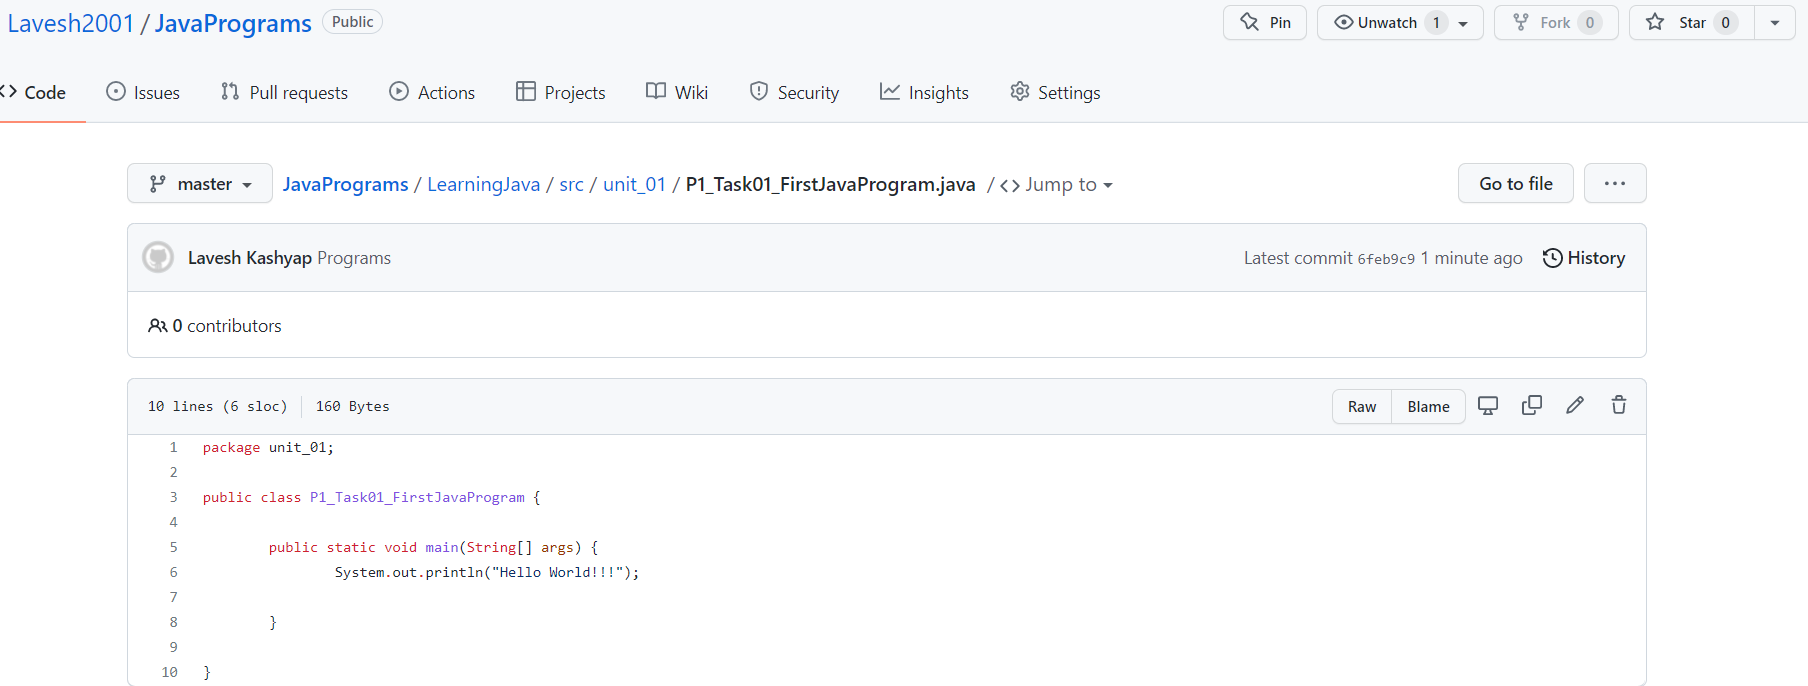 Lavesh2001 / JavaPrograms Public Pin Unwatch 1 Fork 0 Star 0
<> Code Issues Pull requests Actions Projects Wiki Security Insights Settings
master JavaPrograms / LearningJava / src / unit_01 / P1_Task01_FirstJavaProgram.java / <> Jump to Go to file ...
Lavesh Kashyap Programs Latest commit 6feb9c9 1 minute ago History
0 contributors
10 lines (6 sloc) 160 Bytes Raw Blame
1 package unit_01;
2
3 public class P1_Task01_FirstJavaProgram {
4
5 public static void main(String[] args) {
6 System.out.println("Hello World!!!");
7
8 }
9
10 }